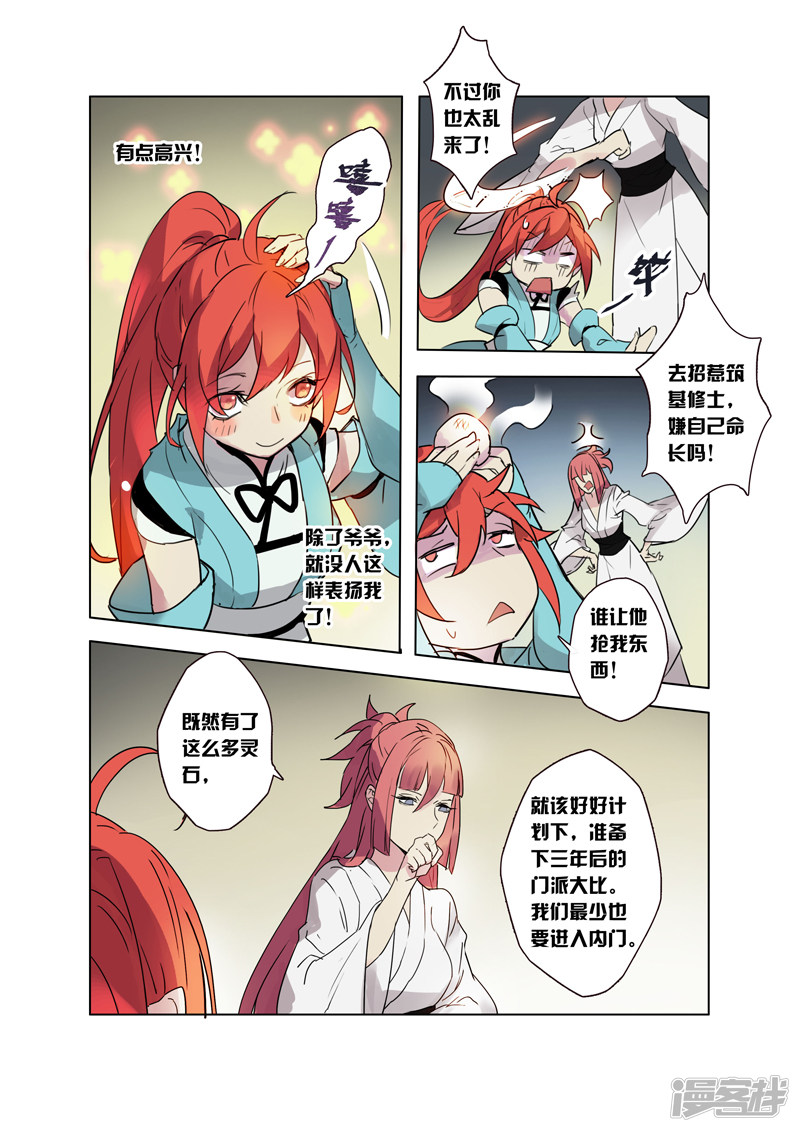 有点高兴！
嘻
嘻
除了爷爷，
就没人这
样表扬我
了！
不过你
也太乱
来了！
去招惹筑
基修士，
嫌自己命
长吗！
谁让他
抢我东
西！
既然有了
这么多灵
石，
就该好好计
划下，准备
下三年后的
门派大比。
我们最少也
要进入内门。
漫客栈